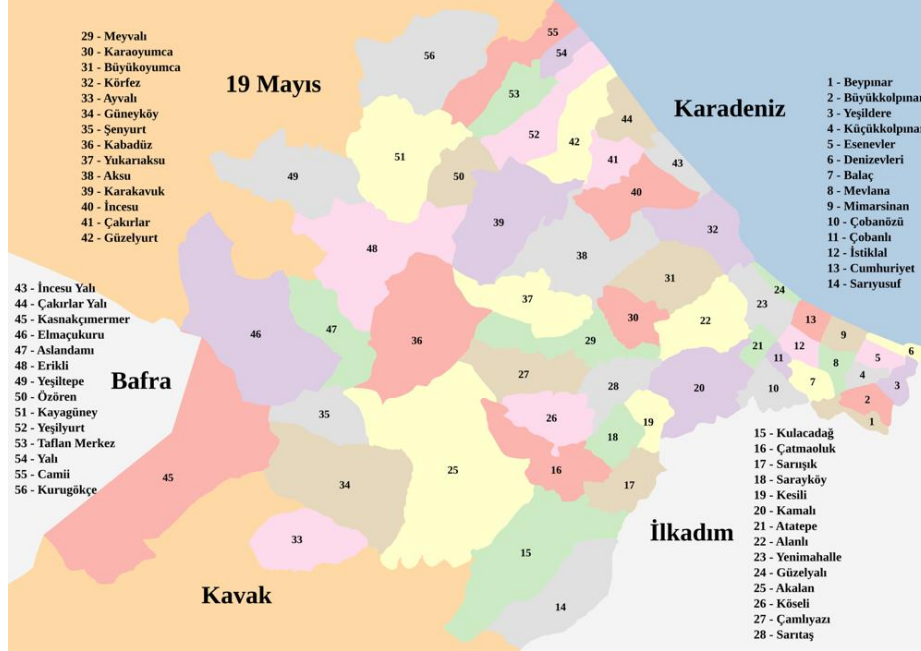 29 - Meyvalı
30 - Karaoyumca
31 - Büyükoyumca
32 - Körfez
33 - Ayvalı
34 - Güneyköy
35 - Şenyurt
36 - Kabadüz
37 - Yukarıaksu
38 - Aksu
39 - Karakavuk
40 - İncesu
41 - Çakırlar
42 - Güzelyurt
19 Mayıs
Karadeniz
1 - Beypınar
2 - Büyükkolpınar
3 - Yeşildere
4 - Küçükkolpınar
5 - Esenevler
6 - Denizevleri
7 - Balaç
8 - Mevlana
9 - Mimarsinan
10 - Çobanözü
11 - Çobanlı
12 - İstiklal
13 - Cumhuriyet
14 - Sarıyusuf
43 - İncesu Yalı
44 - Çakırlar Yalı
45 - Kasnakçımermer
46 - Elmaçukuru
47 - Aslandamı
48 - Erikli
49 - Yeşiltepe
50 - Özören
51 - Kayagüney
52 - Yeşilyurt
53 - Taflan Merkez
54 - Yalı
55 - Camii
56 - Kurugökçe
Bafra
Kavak
İlkadım
15 - Kulacadağ
16 - Çatmaoluk
17 - Sarıışık
18 - Sarayköy
19 - Kesili
20 - Kamalı
21 - Atatepe
22 - Alanlı
23 - Yenimahalle
24 - Güzelyalı
25 - Akalan
26 - Köseli
27 - Çamlıyazı
28 - Sarıtaş
55
56
54
53
44
52
42
51
41
43
50
49
40
39
32
48
38
31
24
37
23
47
30
22
13
46
36
29
9
21
12
6
11
8
5
27
28
20
7
4
3
10
2
35
26
19
1
18
25
16
45
34
17
33
15
14